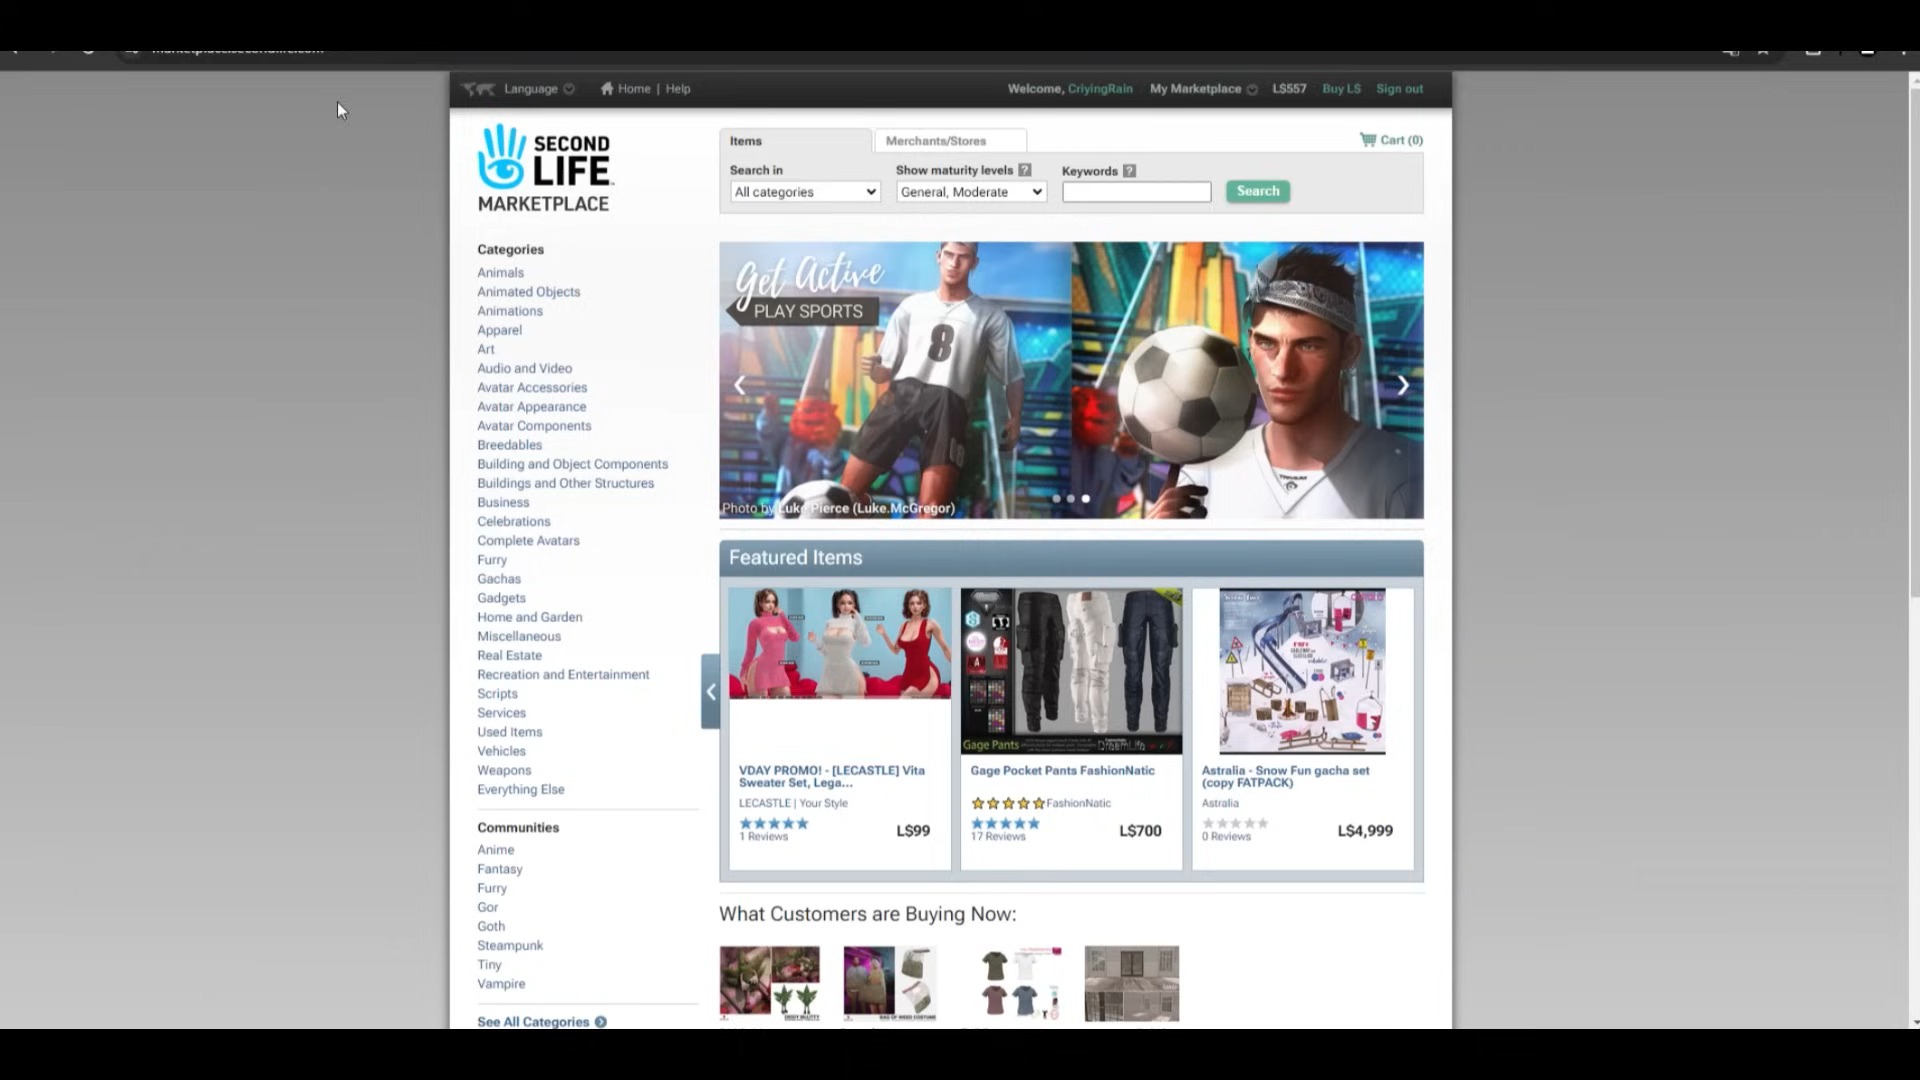 Language
Home | Help
Welcome, CriyingRain
My Marketplace
L$557
Buy L$
Sign out
SECOND
LIFE
MARKETPLACE
Items
Merchants/Stores
Cart (0)
Search in
Show maturity levels ?
Keywords ?
All categories
General, Moderate
Search
Categories
Animals
Animated Objects
Animations
Apparel
Art
Audio and Video
Avatar Accessories
Avatar Appearance
Avatar Components
Breedables
Building and Object Components
Buildings and Other Structures
Business
Celebrations
Complete Avatars
Furry
Gachas
Gadgets
Home and Garden
Miscellaneous
Real Estate
Recreation and Entertainment
Scripts
Services
Used Items
Vehicles
Weapons
Everything Else
Communities
Anime
Fantasy
Furry
Gor
Goth
Steampunk
Tiny
Vampire
See All Categories
Get Active
PLAY SPORTS
8
Photo by Luke Pierce (Luke.McGregor)
Featured Items
Gage Pants
DreamLife
VDAY PROMO! - [LECASTLE] Vita
Sweater Set, Lega...
LECASTLE | Your Style
1 Reviews
L$99
Gage Pocket Pants FashionNatic
FashionNatic
17 Reviews
L$700
Astralia - Snow Fun gacha set
(copy FATPACK)
Astralia
0 Reviews
L$4,999
What Customers are Buying Now: